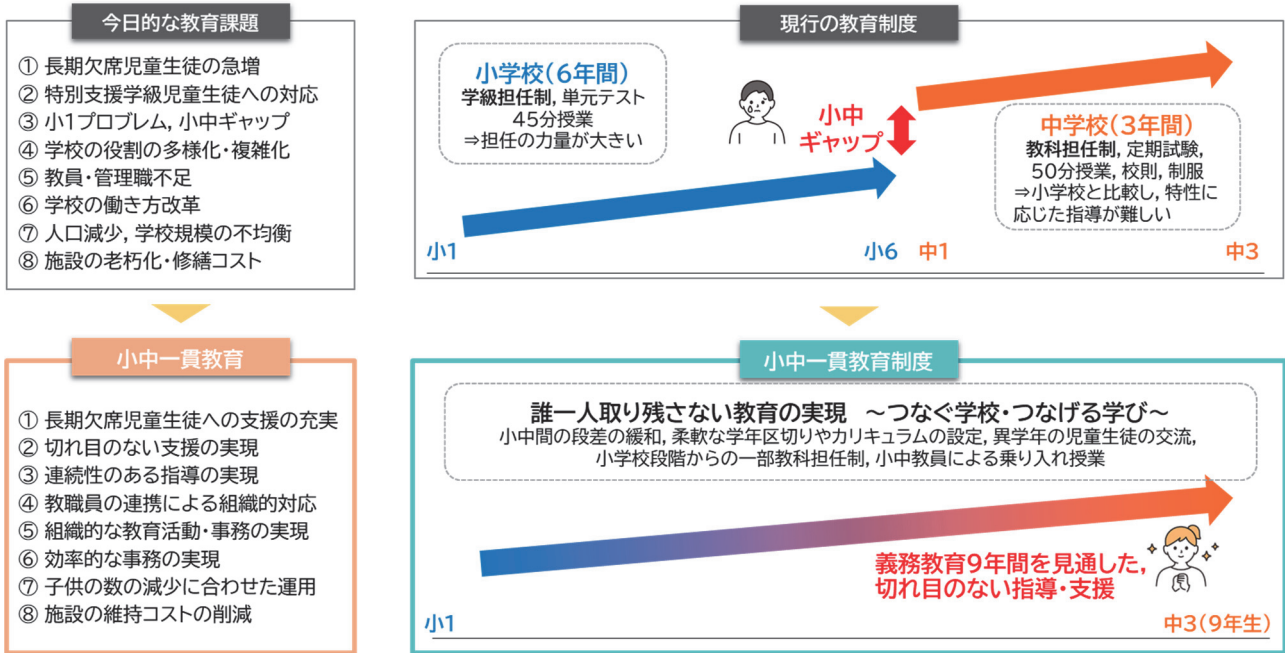 今日的な教育課題
① 長期欠席児童生徒の急増
② 特別支援学級児童生徒への対応
③ 小1プロブレム, 小中ギャップ
④ 学校の役割の多様化・複雑化
⑤ 教員・管理職不足
⑥ 学校の働き方改革
⑦ 人口減少, 学校規模の不均衡
⑧ 施設の老朽化・修繕コスト
現行の教育制度
小学校(6年間)
学級担任制, 単元テスト
45分授業
⇒担任の力量が大きい
小中
ギャップ
中学校(3年間)
教科担任制, 定期試験,
50分授業, 校則, 制服
⇒小学校と比較し, 特性に
応じた指導が難しい
小1
小6
中1
中3
小中一貫教育
① 長期欠席児童生徒への支援の充実
② 切れ目のない支援の実現
③ 連続性のある指導の実現
④ 教職員の連携による組織的対応
⑤ 組織的な教育活動・事務の実現
⑥ 効率的な事務の実現
⑦ 子供の数の減少に合わせた運用
⑧ 施設の維持コストの削減
小中一貫教育制度
誰一人取り残さない教育の実現 ～つなぐ学校・つなげる学び～
小中間の段差の緩和, 柔軟な学年区切りやカリキュラムの設定, 異学年の児童生徒の交流,
小学校段階からの一部教科担任制, 小中教員による乗り入れ授業
義務教育9年間を見通した,
切れ目のない指導・支援
小1
中3(9年生)